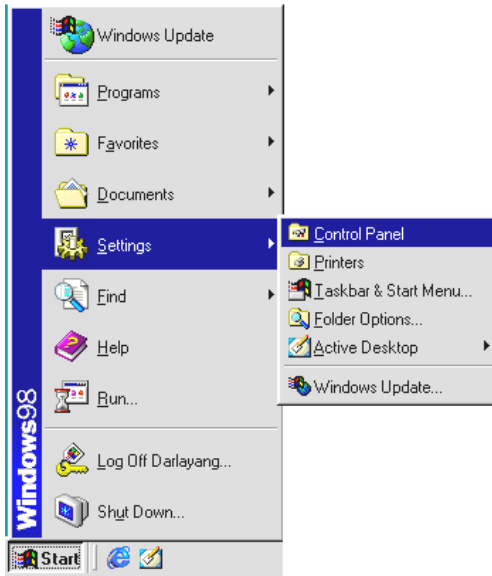 Windows Update
Programs
Favorites
Documents
Settings
Find
Help
Run...
Log Off Darlayang...
Shut Down...
Control Panel
Printers
Taskbar & Start Menu...
Folder Options...
Active Desktop
Windows Update...
Windows98
Start